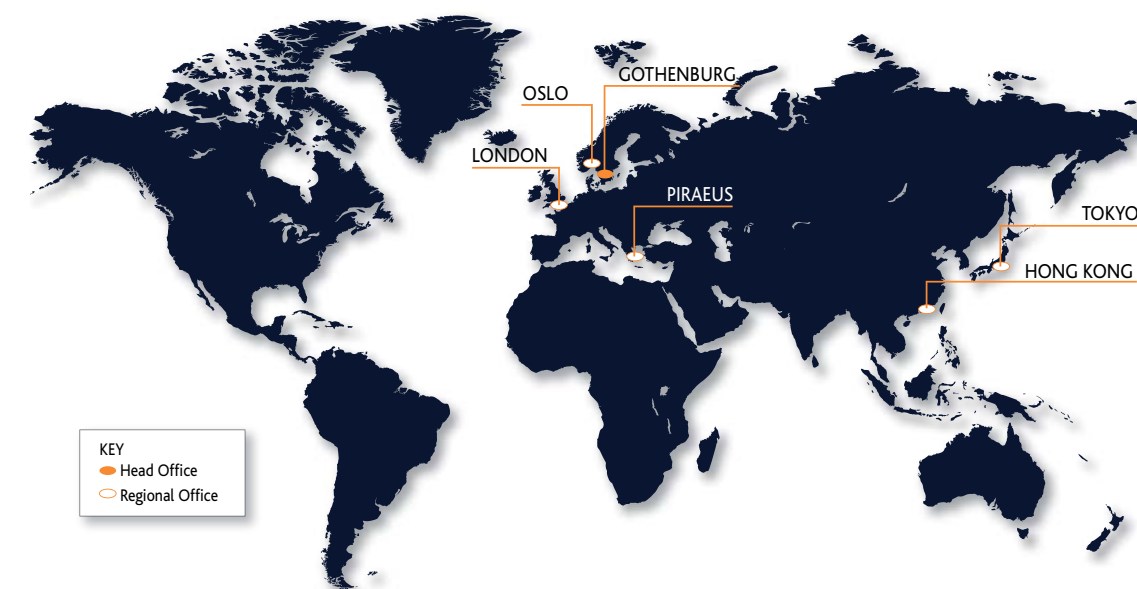 GOTHENBURG
OSLO
LONDON
PIRAEUS
TOKYO
HONG KONG
KEY
Head Office
Regional Office